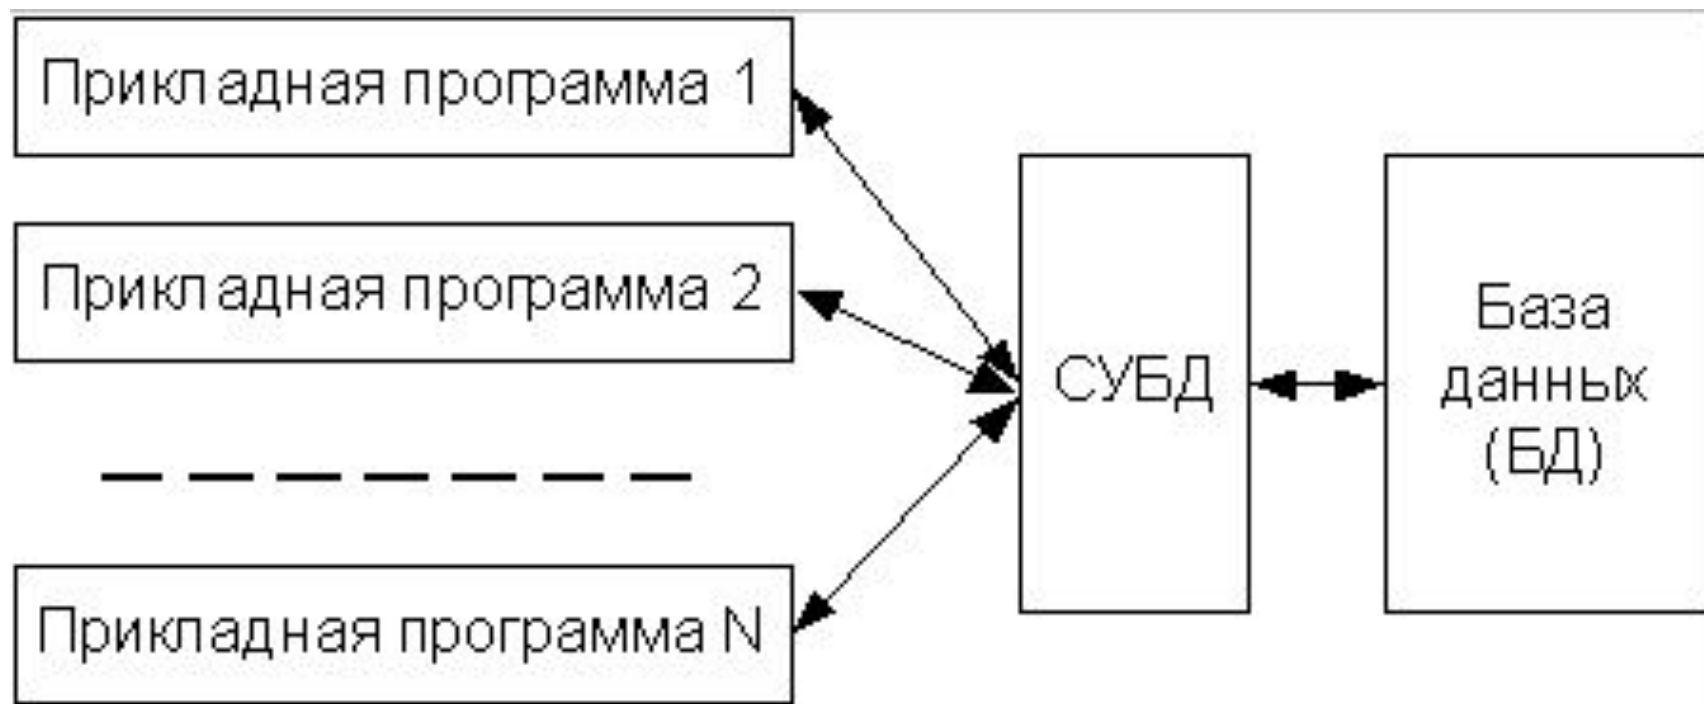 Прикладная программа 1
Прикладная программа 2
Прикладная программа N
СУБД
База
данных
(БД)